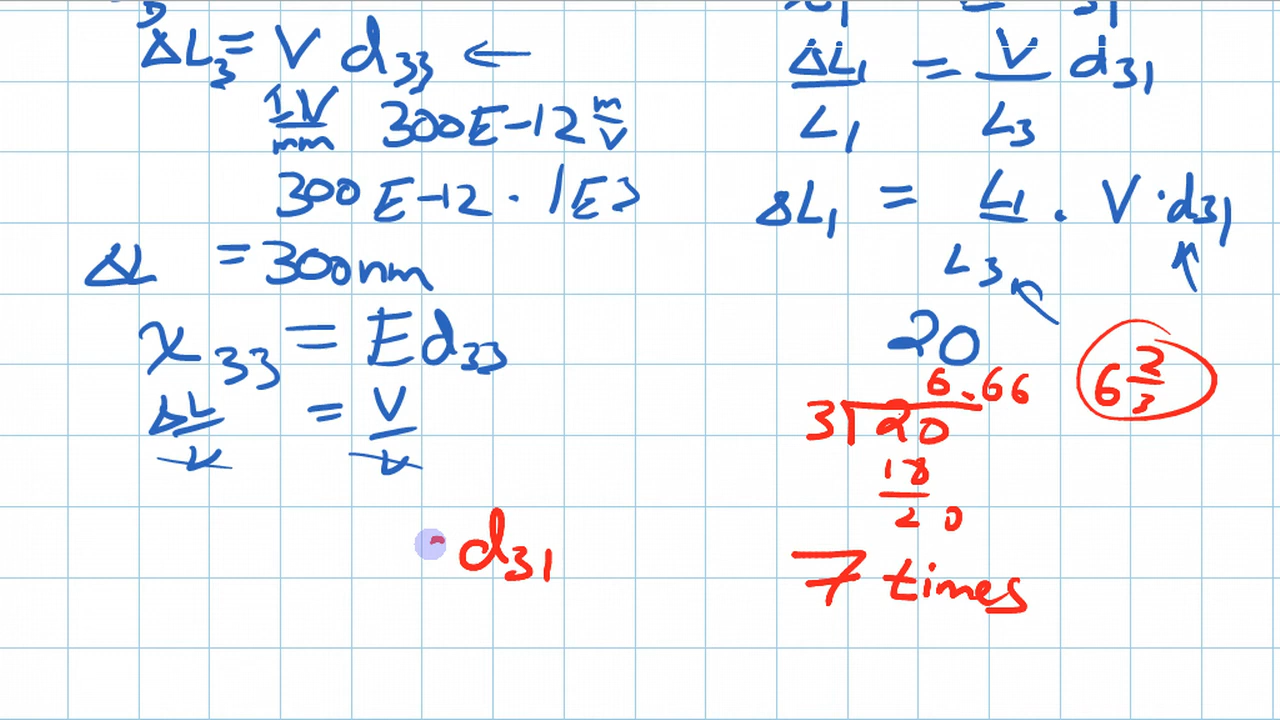 ΔL₃ = V d₃₃ ←
1V/mm 300E-12 m/V
300E-12 · 1E3
ΔL = 300nm
x₃₃ = E d₃₃
ΔL/L = V/L
- d₃₁
ΔL₁/L₁ = V/L₃ d₃₁
ΔL₁ = L₁/L₃ · V · d₃₁
20
6.66
3 20
18
20
6 2/3
7 times